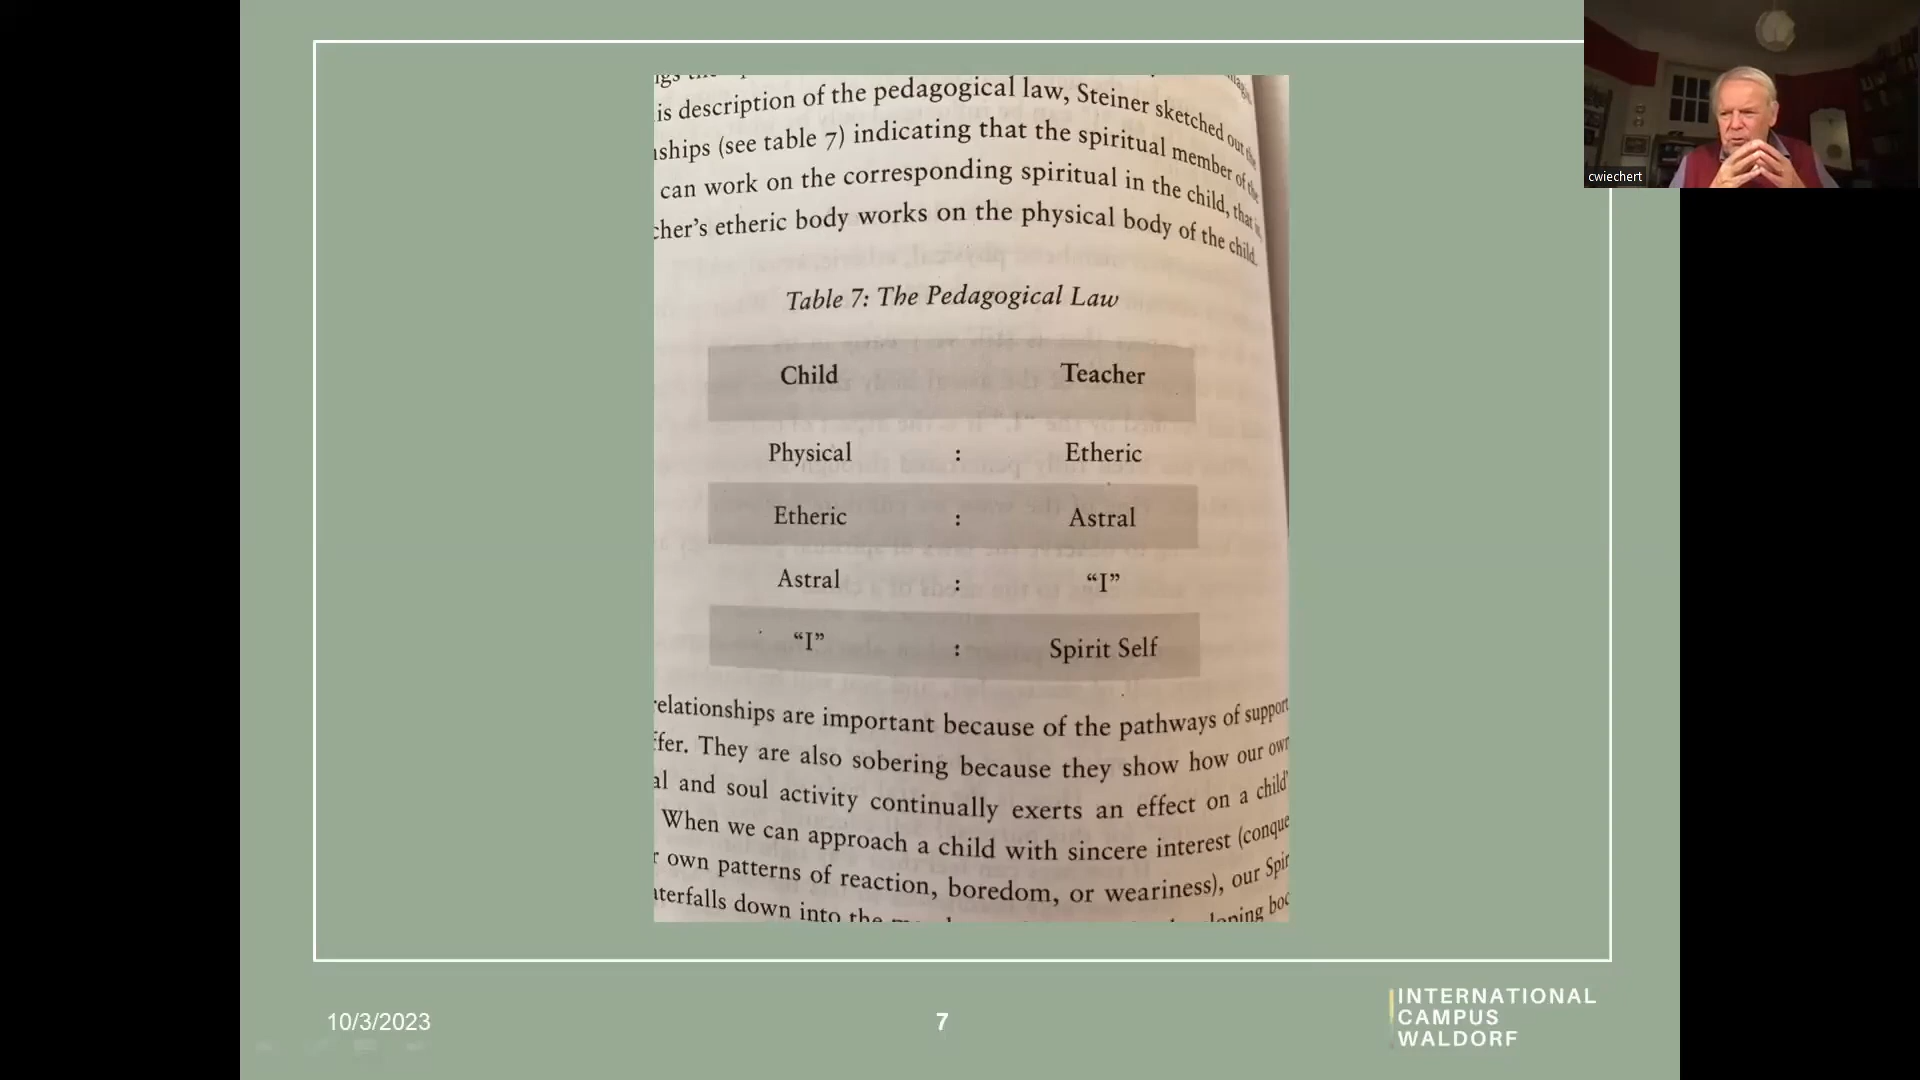 is description of the pedagogical law, Steiner sketched out the
ships (see table 7) indicating that the spiritual member of the
can work on the corresponding spiritual in the child, that is,
cher's etheric body works on the physical body of the child.
Table 7: The Pedagogical Law
Child Teacher
Physical : Etheric
Etheric : Astral
Astral : “I”
“I” : Spirit Self
elationships are important because of the pathways of support
ffer. They are also sobering because they show how our own
al and soul activity continually exerts an effect on a child'
When we can approach a child with sincere interest (conque
r own patterns of reaction, boredom, or weariness), our Spir
aterfalls down into the
cwiechert
10/3/2023
7
INTERNATIONAL
CAMPUS
WALDORF